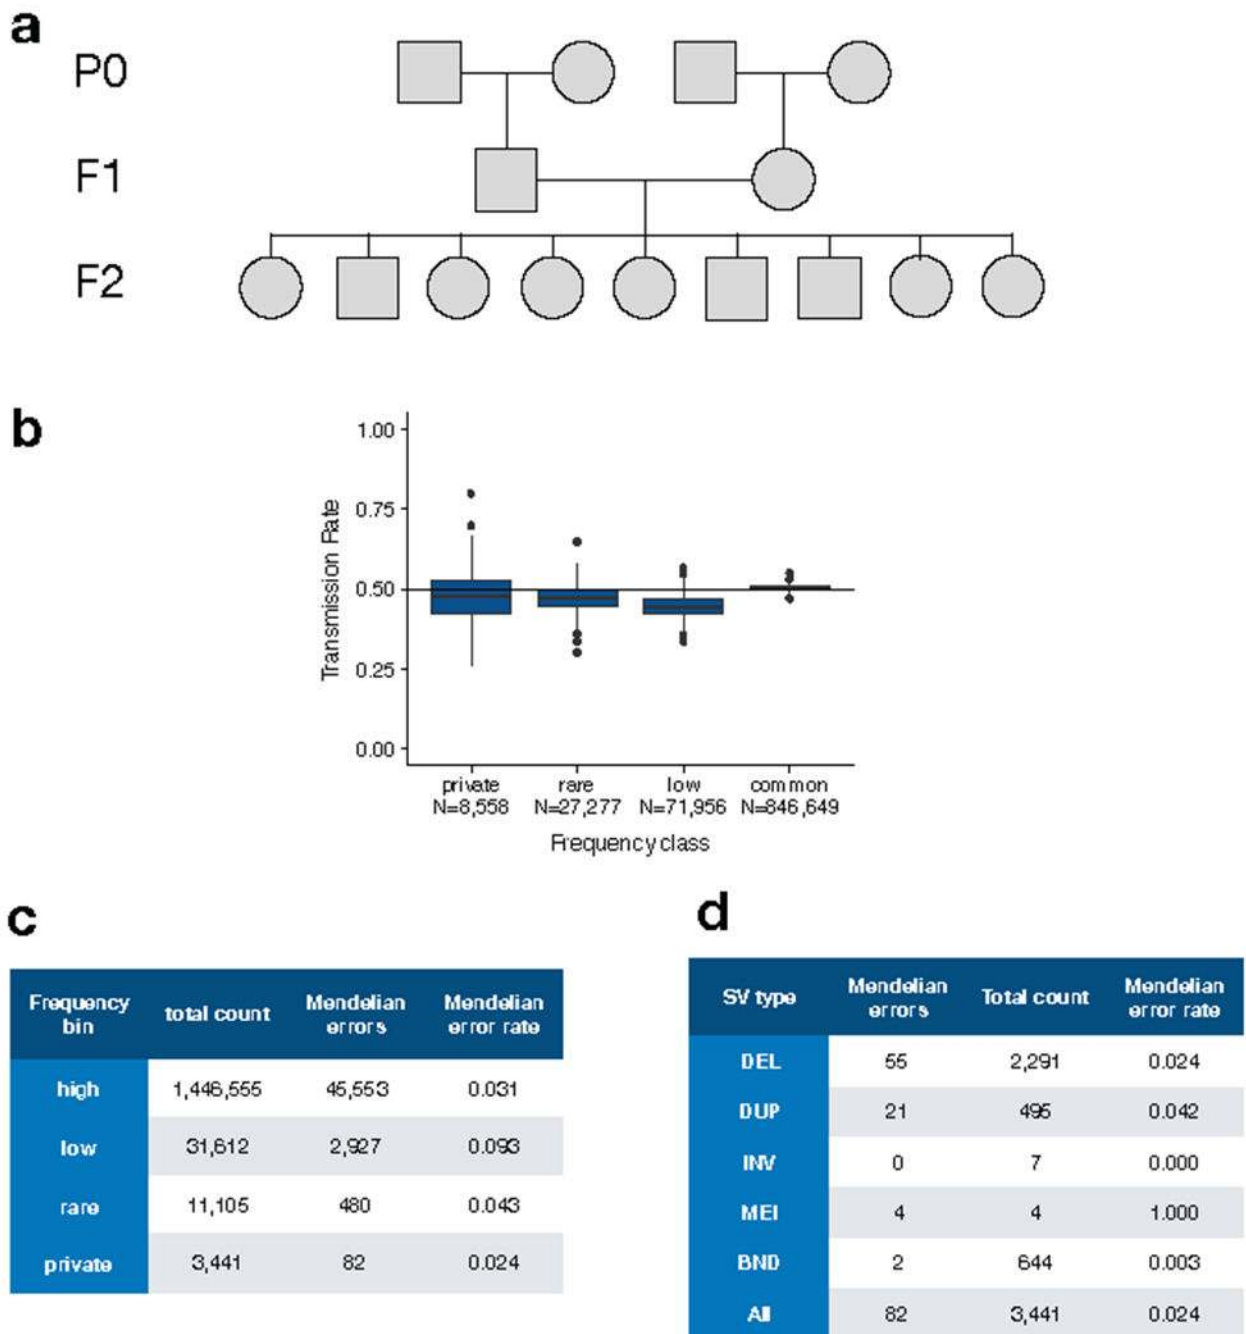 a
P0
F1
F2
b
Transmission Rate
1.00
0.75
0.50
0.25
0.00
private rare low common
N=8,558 N=27,277 N=71,956 N=846,649
Frequency class
c
Frequency bin total count Mendelian errors Mendelian error rate
high 1,446,555 45,553 0.031
low 31,612 2,927 0.093
rare 11,105 480 0.043
private 3,441 82 0.024
d
SV type Mendelian errors Total count Mendelian error rate
DEL 55 2,291 0.024
DUP 21 495 0.042
INV 0 7 0.000
MEI 4 4 1.000
BND 2 644 0.003
All 82 3,441 0.024